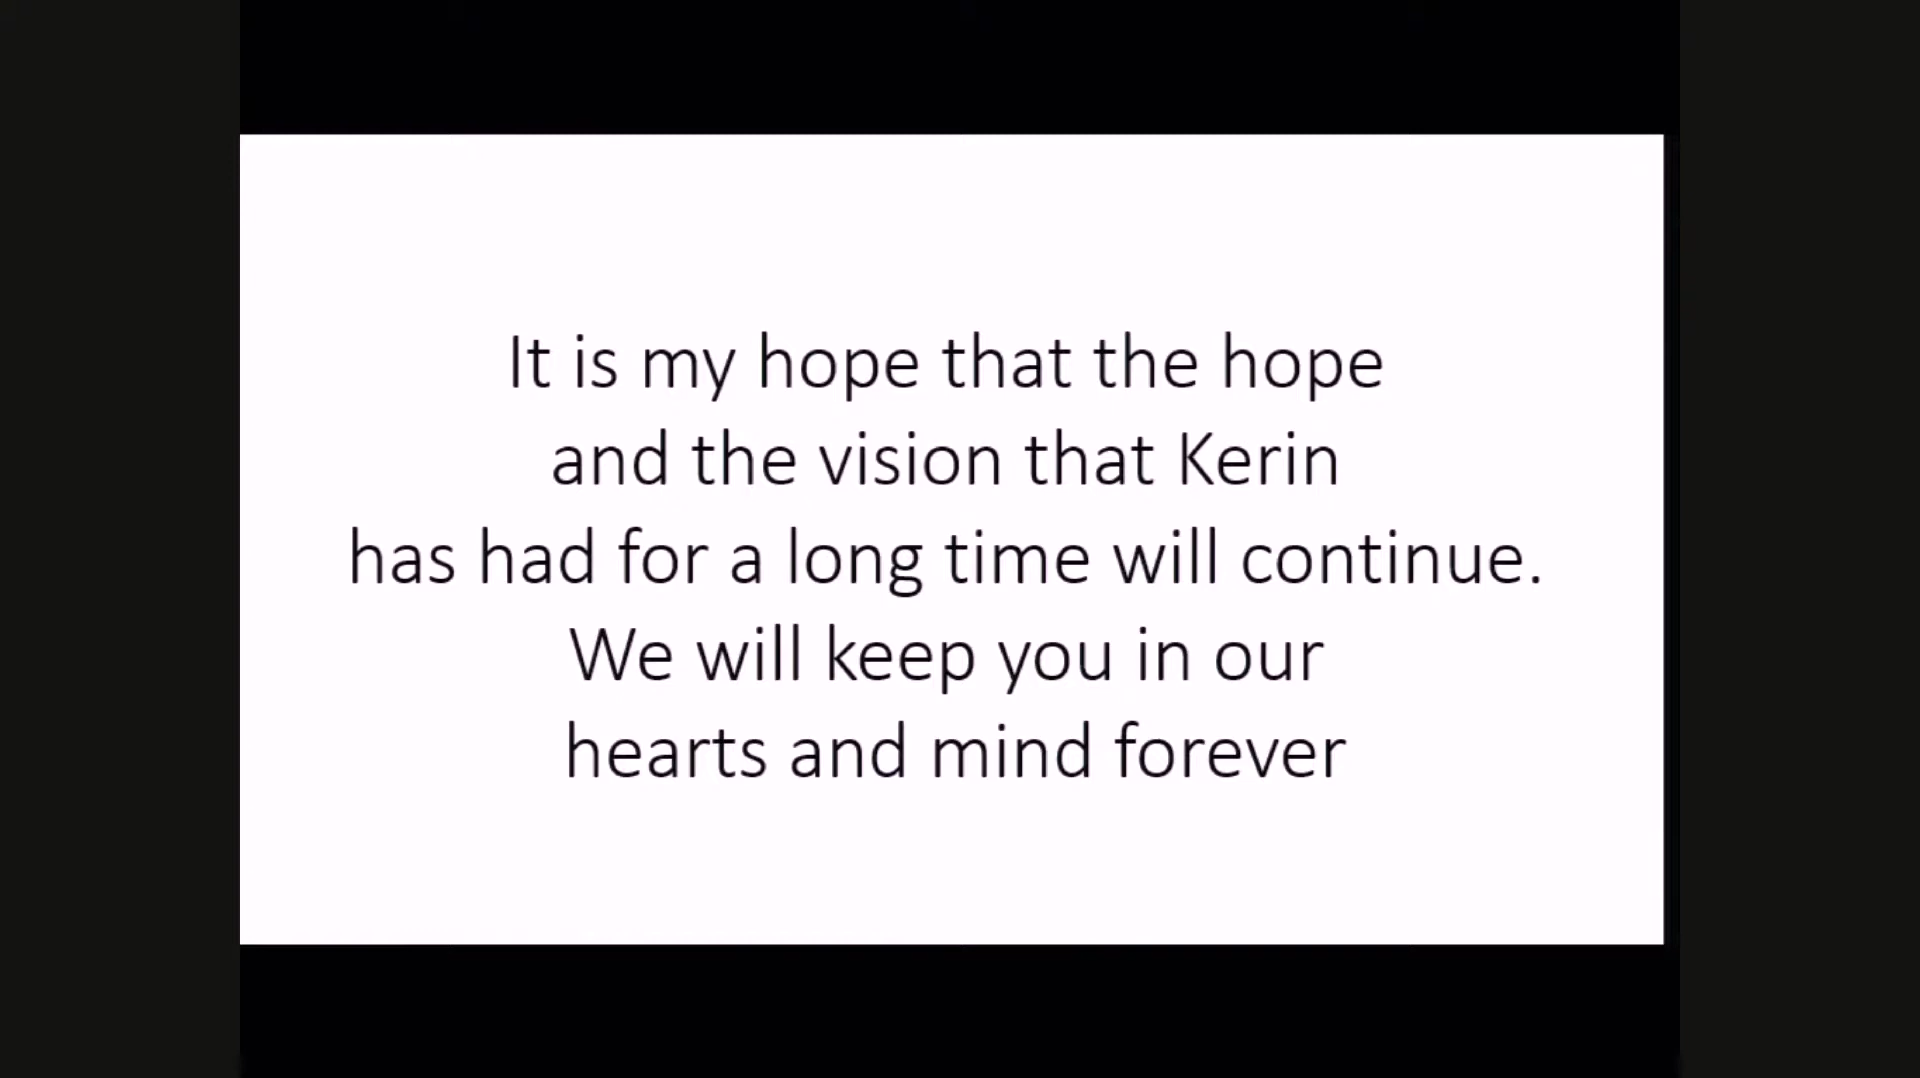 It is my hope that the hope
and the vision that Kerin
has had for a long time will continue.
We will keep you in our
hearts and mind forever